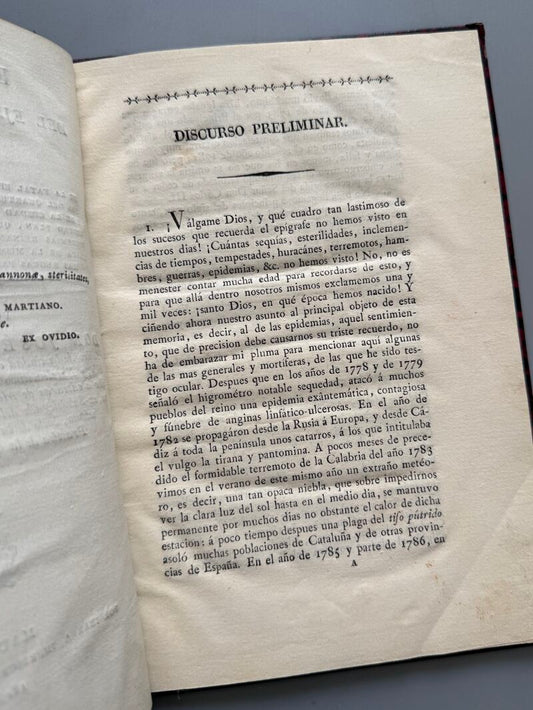 annonæ, stericitates,
MARTIANO.
EX OVIDIO.
DISCURSO PRELIMINAR.
1. ¡Válgame Dios, y qué cuadro tan lastimoso de
los sucesos que recuerda el epígrafe no hemos visto en
nuestros dias! ¡Cuántas sequías, esterilidades, inclemen-
cias de tiempos, tempestades, huracánes, terremotos, ham-
bres, guerras, epidemias, &c. no hemos visto! No, no es
menester contar mucha edad para recordarse de esto, y
para que allá dentro nosotros mismos exclamemos una y
mil veces: ¡santo Dios, en qué época hemos nacido! Y
ciñendo ahora nuestro asunto al principal objeto de esta
memoria, es decir, al de las epidemias, aquel sentimien-
to, que de precision debe causarnos su triste recuerdo, no
ha de embarazar mi pluma para mencionar aquí algunas
de las mas generales y mortíferas, de las que he sido tes-
tigo ocular. Despues que en los años de 1778 y de 1779
señaló el higrométro notable sequedad, atacó á muchos
pueblos del reino una epidemia exântemática, contagiosa
y fúnebre de anginas linfático-ulcerosas. En el año de
1782 se propagáron desde la Rusia á Europa, y desde Cá-
diz á toda la península unos catarros, á los que intitulaba
el vulgo la tirana y pantomina. A pocos meses de prece-
dido el formidable terremoto de la Calabria del año 1783
vimos en el verano de este mismo año un extraño meteó-
ro, es decir, una tan opaca niebla, que sobre impedirnos
ver la clara luz del sol hasta en el medio dia, se mantuvo
permanente por muchos dias no obstante el calor de dicha
estacion: á poco tiempo despues una plaga del tifo pútrido
asoló muchas poblaciones de Cataluña y de otras provin-
cias de España. En el año de 1785 y parte de 1786, en
A